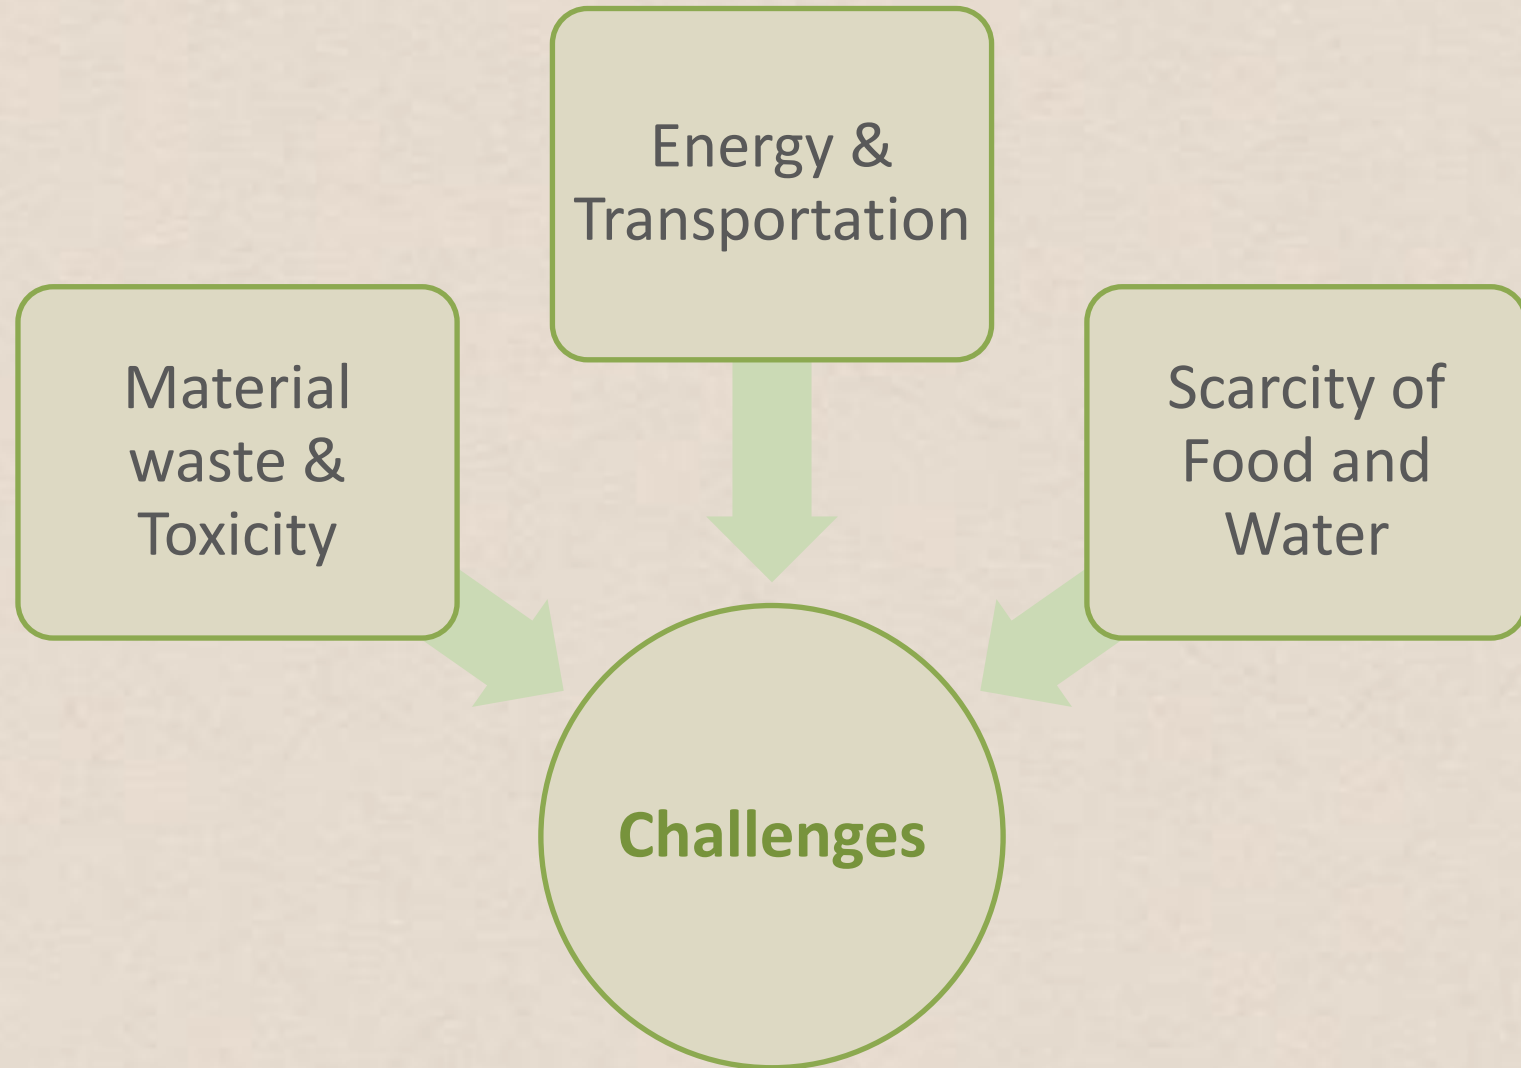 Energy &
Transportation
Material
waste &
Toxicity
Scarcity of
Food and
Water
Challenges